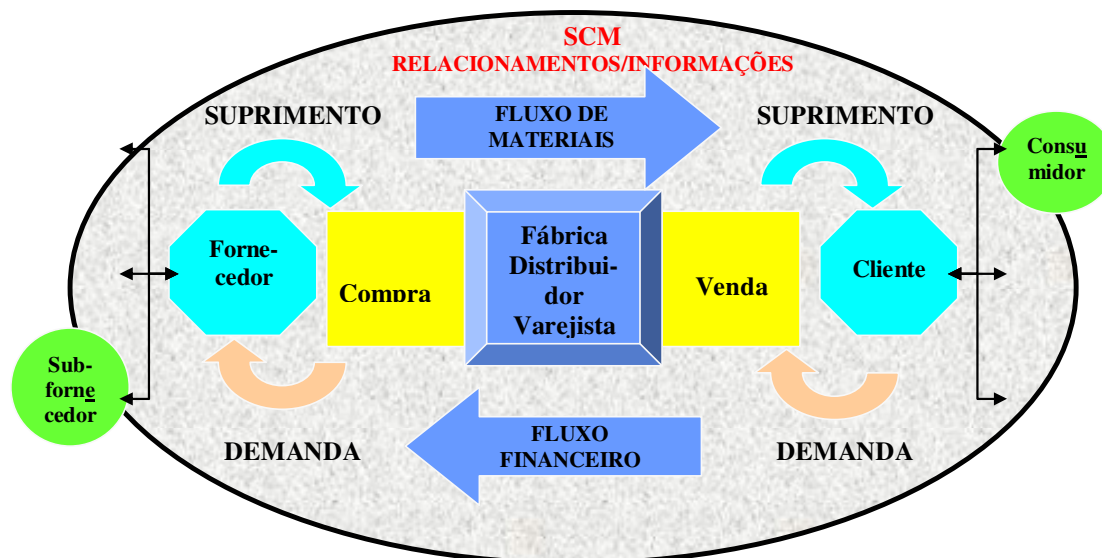 SCM
RELACIONAMENTOS/INFORMAÇÕES
SUPRIMENTO
FLUXO DE
MATERIAIS
SUPRIMENTO
Consu
midor
Forne-
cedor
Compra
Fábrica
Distribui-
dor
Varejista
Venda
Cliente
Sub-
forne
cedor
DEMANDA
FLUXO
FINANCEIRO
DEMANDA